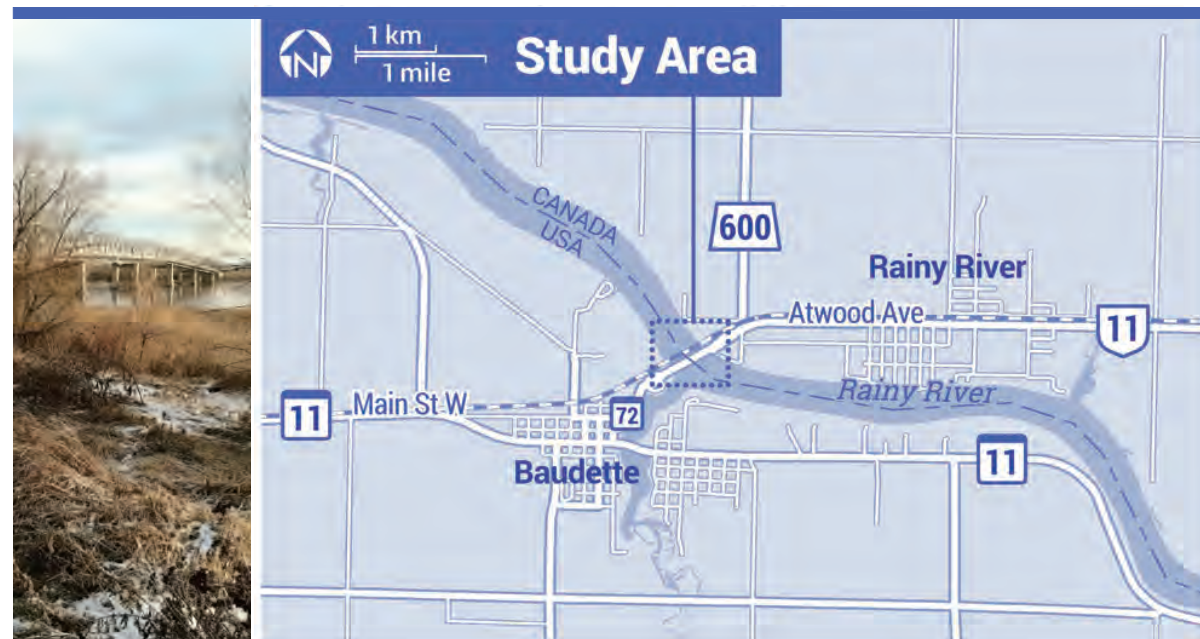 N
1 km
1 mile
Study Area
CANADA
USA
600
Rainy River
Atwood Ave
11
Rainy River
11
Main St W
72
11
Baudette